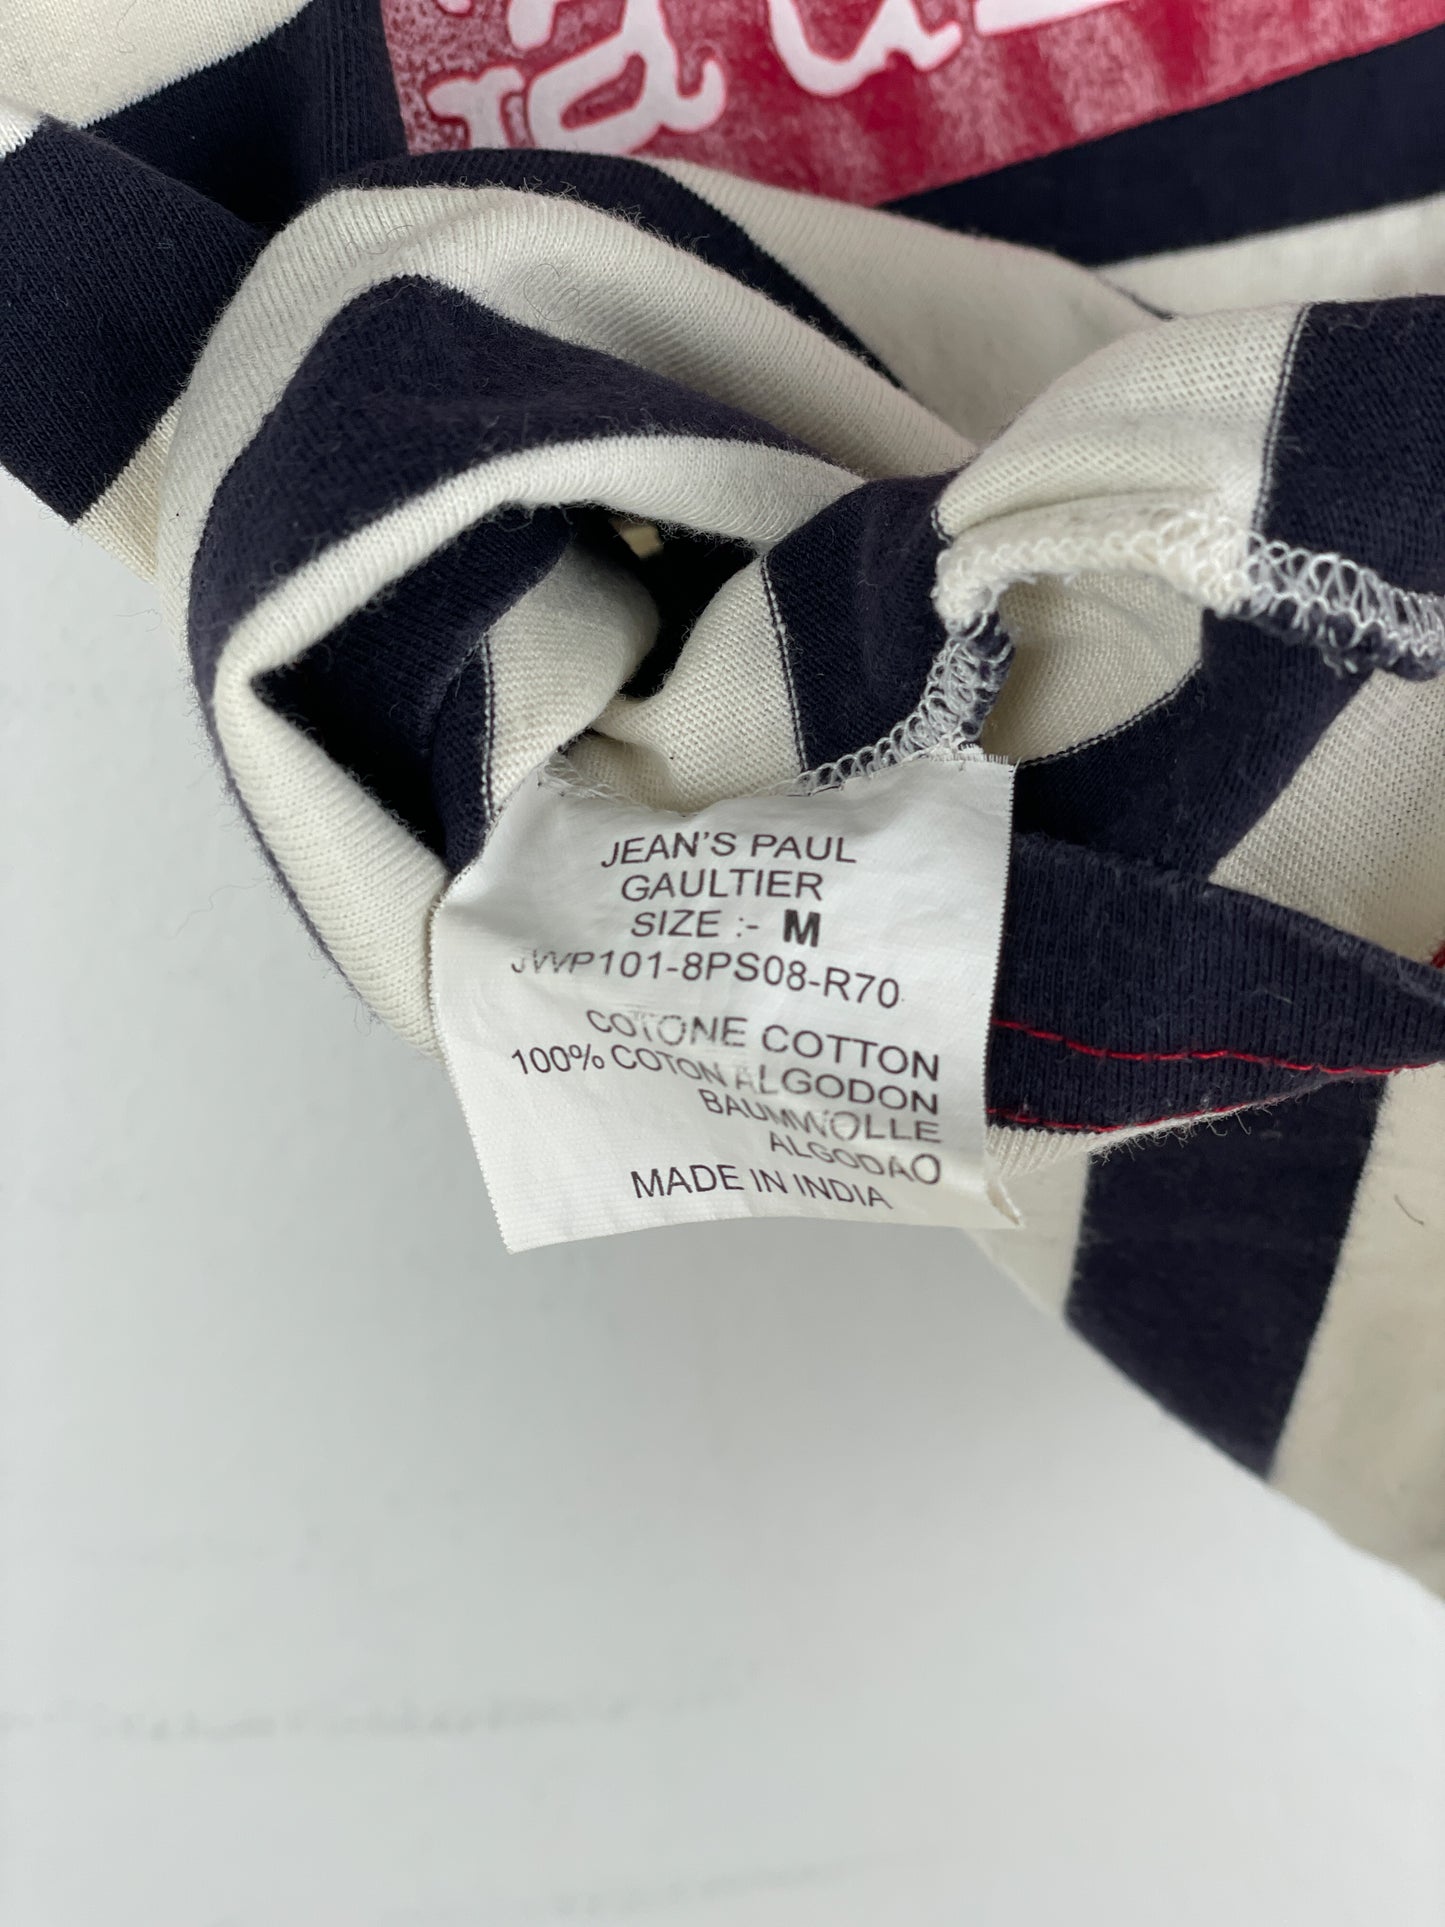 JEAN'S PAUL
GAULTIER
SIZE :- M
JWP101-8PS08-R70
COTONE COTTON
100% COTON ALGODON
BAUMWOLLE
ALGODAO
MADE IN INDIA